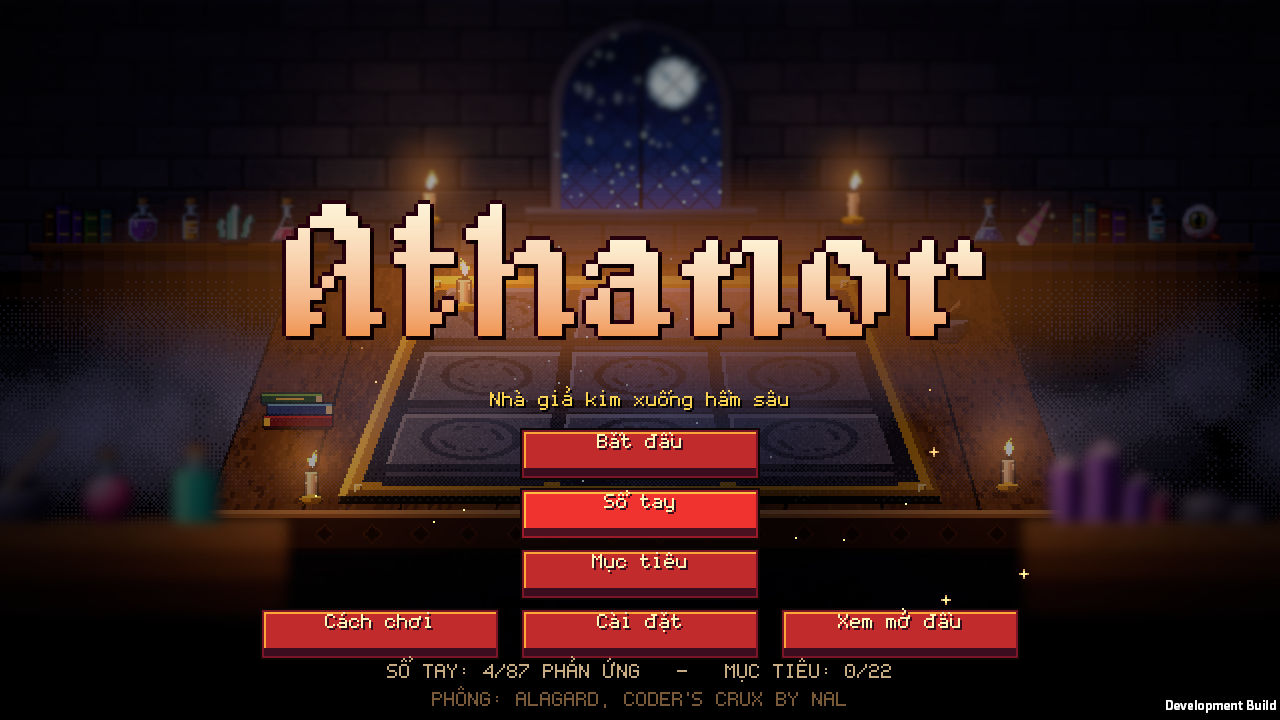 Athanor
Nhà giả kim xuống hầm sâu
Bắt đầu
Sổ tay
Mục tiêu
Cách chơi
Cài đặt
Xem mở đầu
SỔ TAY: 4/87 PHẢN ỨNG – MỤC TIÊU: 0/22
PHÔNG: ALAGARD, CODER'S CRUX BY NAL
Development Build